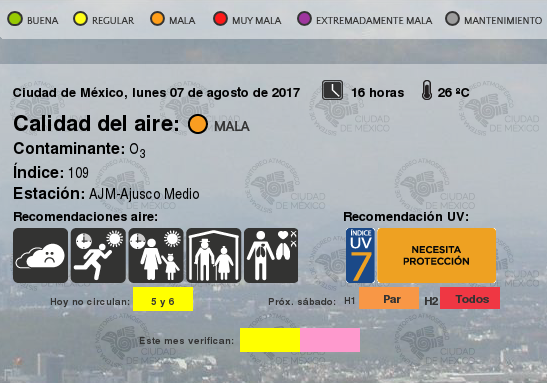 BUENA REGULAR MALA MUY MALA EXTREMADAMENTE MALA MANTENIMIENTO
Ciudad de México, lunes 07 de agosto de 2017 16 horas 26 ºC
Calidad del aire: MALA
Contaminante: O3
Índice: 109
Estación: AJM-Ajusco Medio
Recomendaciones aire: Recomendación UV:
ÍNDICE UV 7 NECESITA PROTECCIÓN
Hoy no circulan: 5 y 6 Próx. sábado: H1 Par H2 Todos
Este mes verifican:
CIUDAD DE MÉXICO